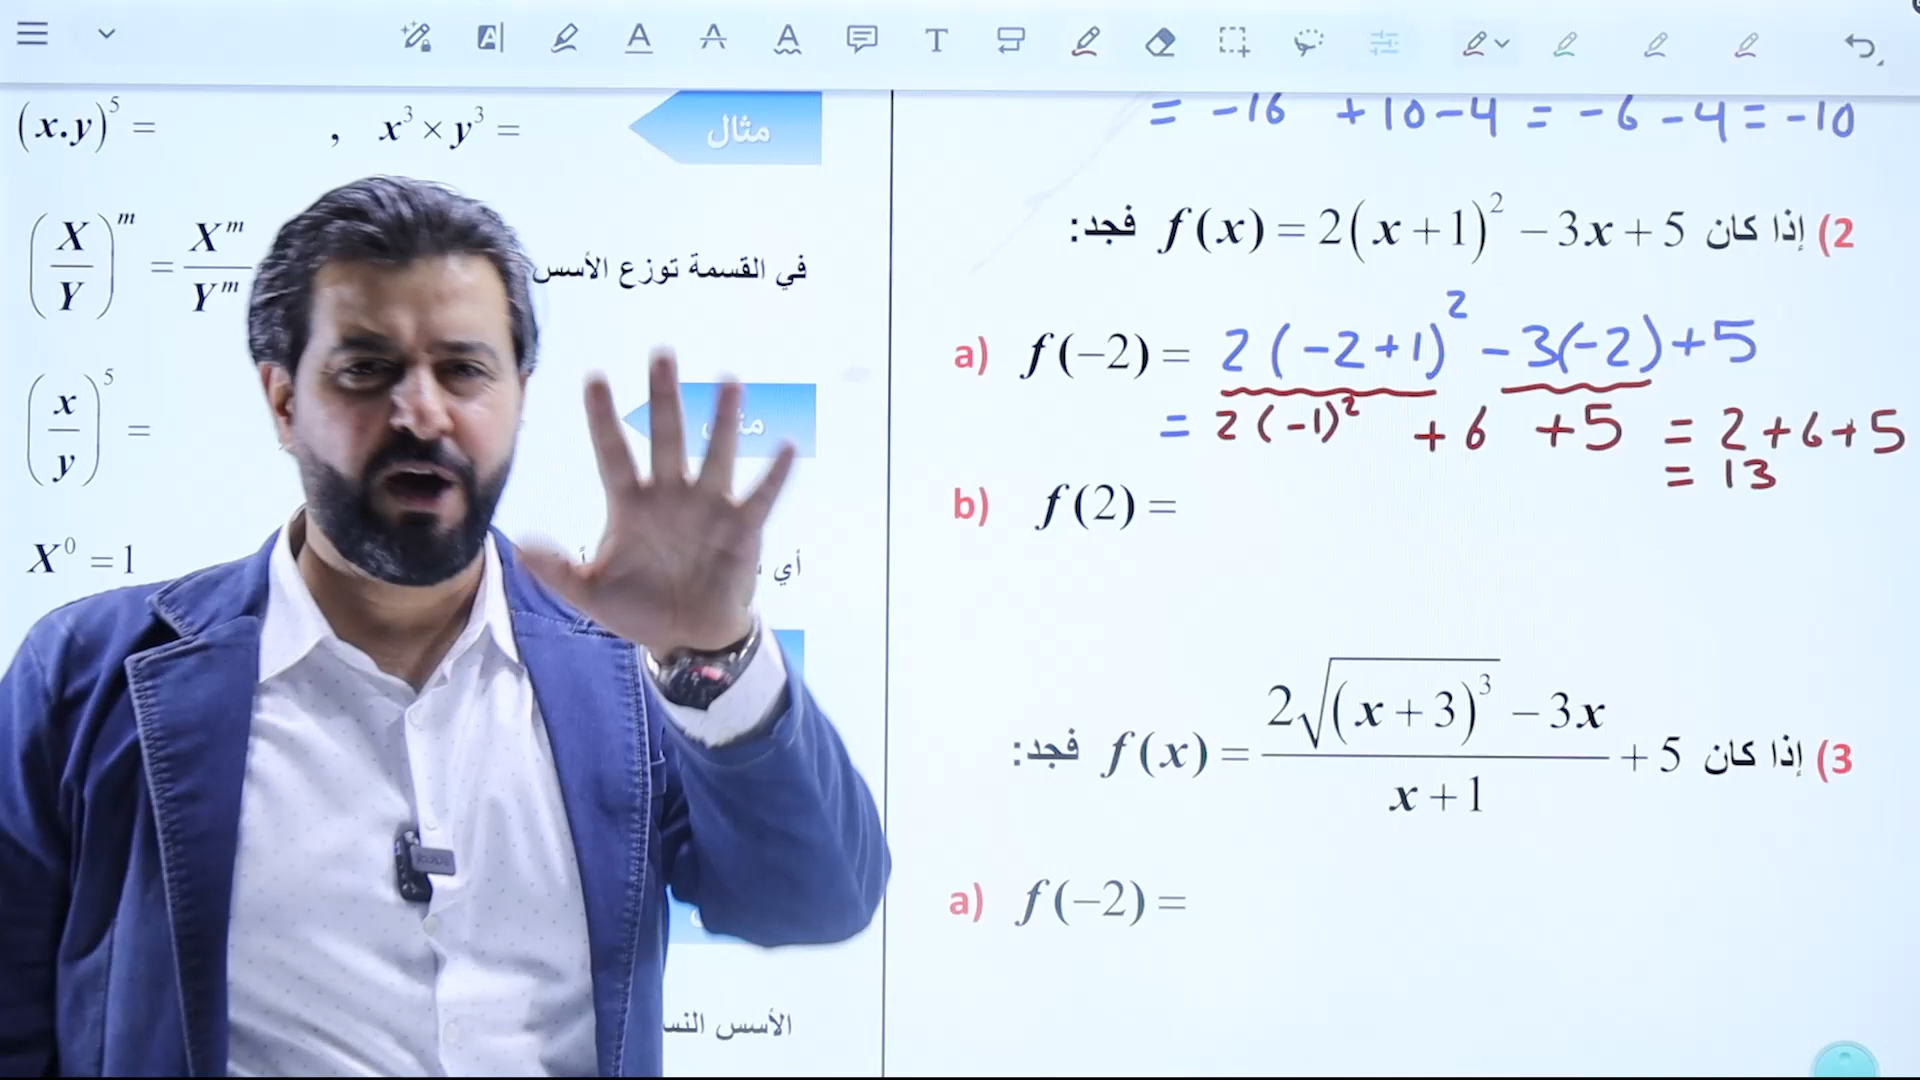 (x.y)^5 = , x^3 × y^3 = مثال
(X/Y)^m = X^m/Y^m في القسمة توزع الأسس
(x/y)^5 =
X^0 = 1 أي
الأسس
= -16 +10-4 = -6 -4 = -10
2) إذا كان f(x) = 2(x+1)^2 − 3x + 5 فجد:
a) f(−2) = 2(-2+1)^2 - 3(-2) + 5
= 2(-1)^2 + 6 + 5 = 2+6+5
= 13
b) f(2) =
3) إذا كان f(x) = (2√((x+3)^3) − 3x)/(x+1) + 5 فجد:
a) f(−2) =